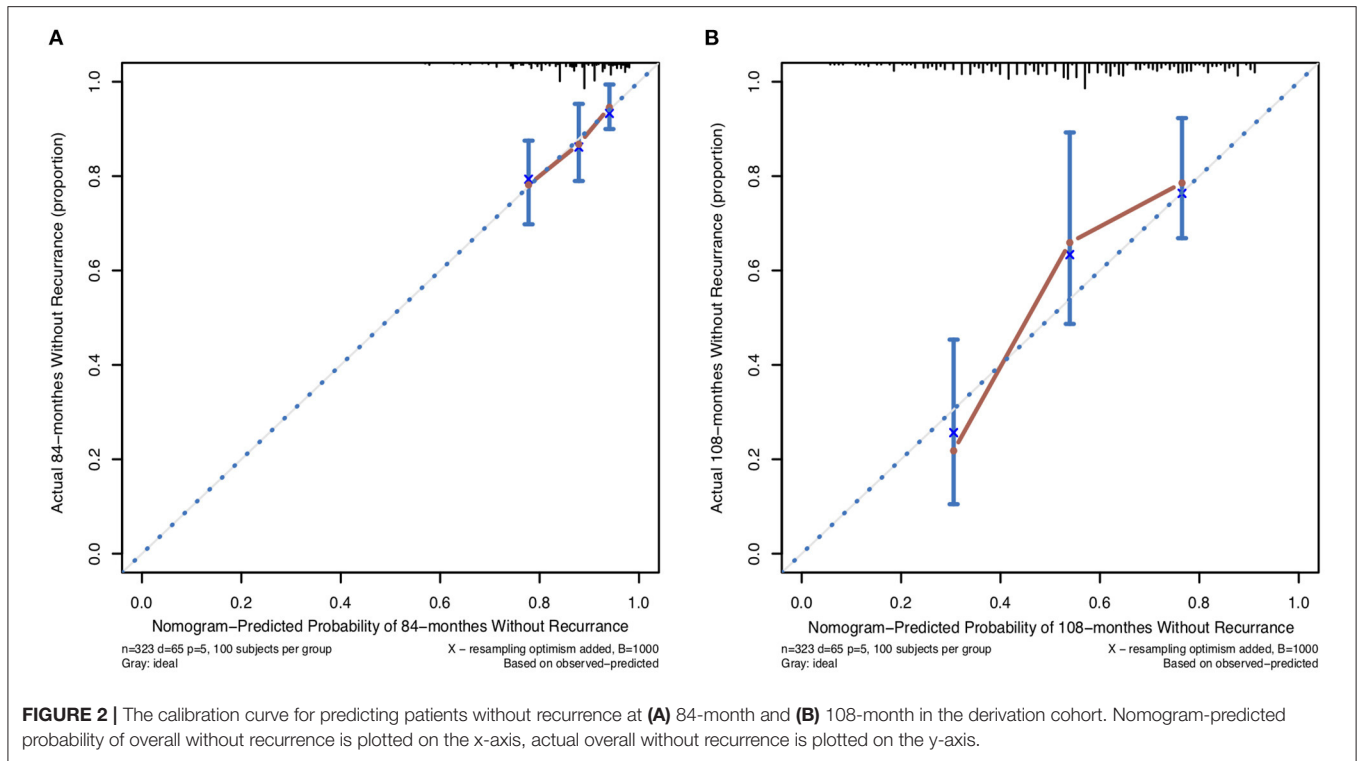 A
Actual 84−monthes Without Recurrance (proportion)
1.0
0.8
0.6
0.4
0.2
0.0
0.0 0.2 0.4 0.6 0.8 1.0
Nomogram−Predicted Probability of 84−monthes Without Recurrance
n=323 d=65 p=5, 100 subjects per group X − resampling optimism added, B=1000
Gray: ideal Based on observed−predicted
B
Actual 108−monthes Without Recurrance (proportion)
1.0
0.8
0.6
0.4
0.2
0.0
0.0 0.2 0.4 0.6 0.8 1.0
Nomogram−Predicted Probability of 108−monthes Without Recurrance
n=323 d=65 p=5, 100 subjects per group X − resampling optimism added, B=1000
Gray: ideal Based on observed−predicted
FIGURE 2 | The calibration curve for predicting patients without recurrence at (A) 84-month and (B) 108-month in the derivation cohort. Nomogram-predicted
probability of overall without recurrence is plotted on the x-axis, actual overall without recurrence is plotted on the y-axis.